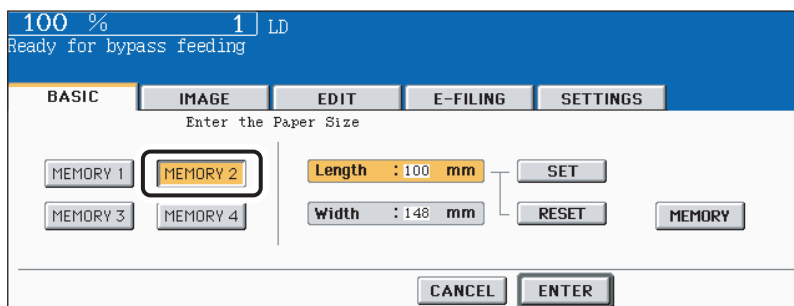 100 % 1 LD
Ready for bypass feeding
BASIC IMAGE EDIT E-FILING SETTINGS
Enter the Paper Size
MEMORY 1 MEMORY 2 Length : 100 mm SET
MEMORY 3 MEMORY 4 Width : 148 mm RESET MEMORY
CANCEL ENTER